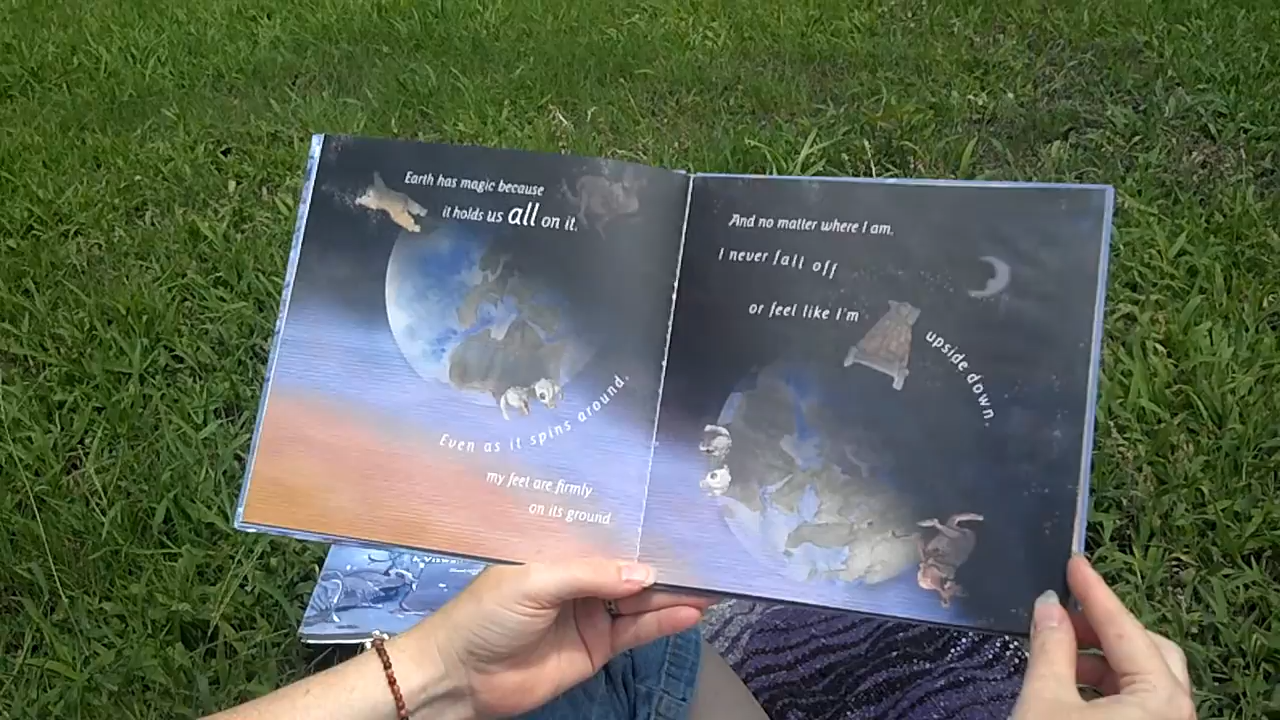 Earth has magic because
it holds us all on it.
Even as it spins around,
my feet are firmly
on its ground.
And no matter where I am,
I never fall off
or feel like I'm
upside down.